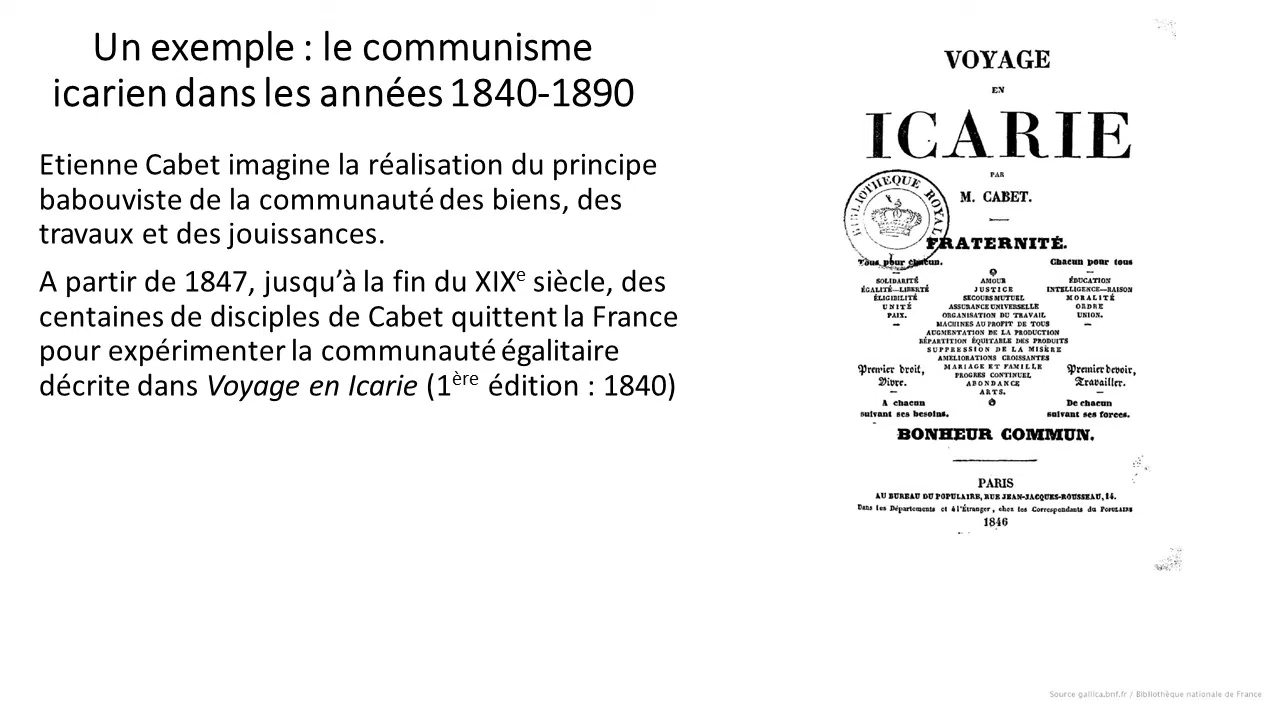 Un exemple : le communisme
icarien dans les années 1840-1890
Etienne Cabet imagine la réalisation du principe
babouviste de la communauté des biens, des
travaux et des jouissances.
A partir de 1847, jusqu’à la fin du XIXe siècle, des
centaines de disciples de Cabet quittent la France
pour expérimenter la communauté égalitaire
décrite dans Voyage en Icarie (1ère édition : 1840)
VOYAGE
EN
ICARIE
PAR
M. CABET.
BIBLIOTHEQUE ROYAL
FRATERNITÉ.
Tous pour chacun.
Chacun pour tous
SOLIDARITÉ
ÉGALITÉ—LIBERTÉ
ÉLIGIBILITÉ
UNITÉ
PAIX.
AMOUR
JUSTICE
SECOURS MUTUEL
ASSURANCE UNIVERSELLE
ORGANISATION DU TRAVAIL
MACHINES AU PROFIT DE TOUS
AUGMENTATION DE LA PRODUCTION
RÉPARTITION ÉQUITABLE DES PRODUITS
SUPPRESSION DE LA MISÈRE
AMELIORATIONS CROISSANTES
MARIAGE ET FAMILLE
PROGRES CONTINUEL
ABONDANCE
ARTS.
ÉDUCATION
INTELLIGENCE—RAISON
MORALITÉ
ORDRE
UNION.
Premier droit,
Vivre.
Premier devoir,
Travailler.
A chacun
suivant ses besoins.
De chacun
suivant ses forces.
BONHEUR COMMUN.
PARIS
AU BUREAU DU POPULAIRE, RUE JEAN-JACQUES-ROUSSEAU, 14.
Dans les Départements et à l'Étranger, chez les Correspondants du POPULAIRE
1846
Source gallica.bnf.fr / Bibliothèque nationale de France